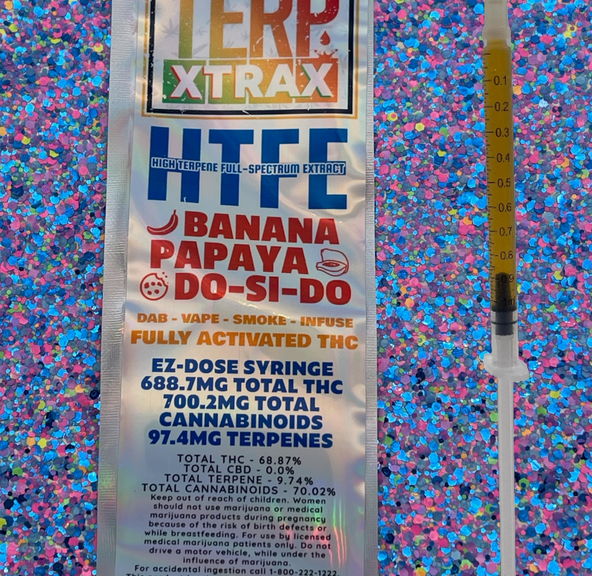 TERP
XTRAX
HTFE
HIGH TERPENE FULL-SPECTRUM EXTRACT
BANANA
PAPAYA
DO-SI-DO
DAB - VAPE - SMOKE - INFUSE
FULLY ACTIVATED THC
EZ-DOSE SYRINGE
688.7MG TOTAL THC
700.2MG TOTAL
CANNABINOIDS
97.4MG TERPENES
TOTAL THC - 68.87%
TOTAL CBD - 0.0%
TOTAL TERPENE - 9.74%
TOTAL CANNABINOIDS - 70.02%
Keep out of reach of children. Women
should not use marijuana or medical
marijuana products during pregnancy
because of the risk of birth defects or
while breastfeeding. For use by licensed
medical marijuana patients only. Do not
drive a motor vehicle, while under the
influence of marijuana.
For accidental ingestion call 1-800-222-1222.
0.1
0.2
0.3
0.4
0.5
0.6
0.7
0.8